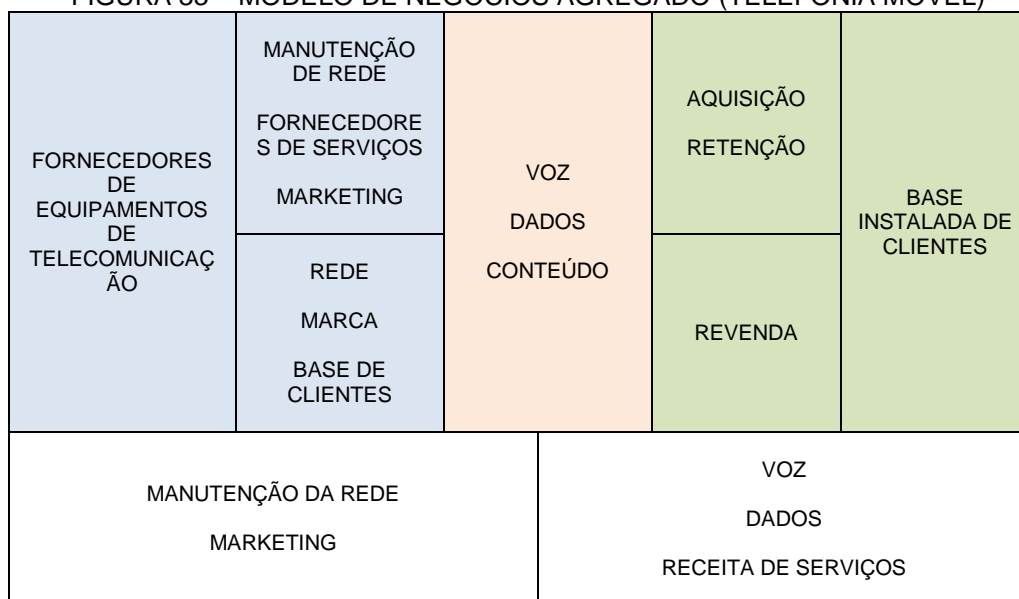 FIGURA – MODELO DE NEGÓCIOS AGREGADO (TELEFONIA MÓVEL)
FORNECEDORES
DE
EQUIPAMENTOS
DE
TELECOMUNICAÇ
ÃO
MANUTENÇÃO
DE REDE
FORNECEDORE
S DE SERVIÇOS
MARKETING
REDE
MARCA
BASE DE
CLIENTES
VOZ
DADOS
CONTEÚDO
AQUISIÇÃO
RETENÇÃO
REVENDA
BASE
INSTALADA DE
CLIENTES
MANUTENÇÃO DA REDE
MARKETING
VOZ
DADOS
RECEITA DE SERVIÇOS